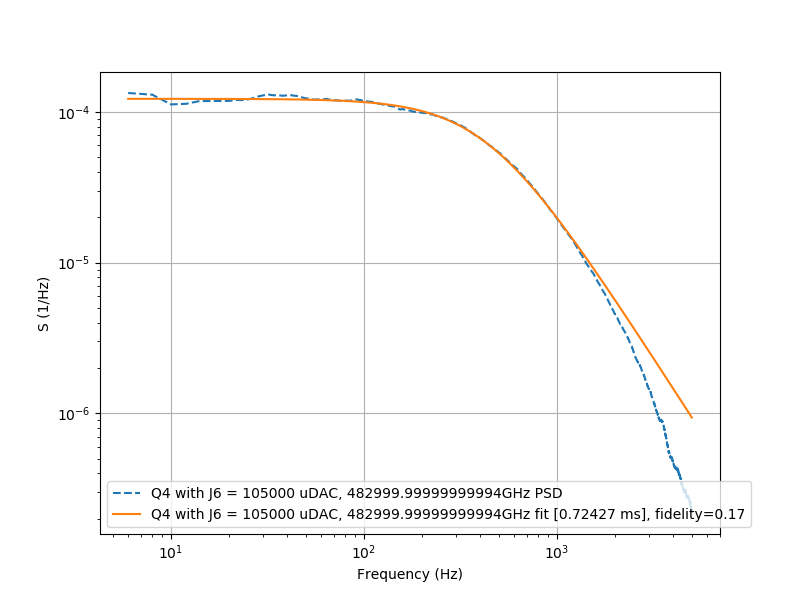 10⁻⁴
10⁻⁵
10⁻⁶
S (1/Hz)
Q4 with J6 = 105000 uDAC, 482999.99999999994GHz PSD
Q4 with J6 = 105000 uDAC, 482999.99999999994GHz fit [0.72427 ms], fidelity=0.17
10¹ 10² 10³
Frequency (Hz)